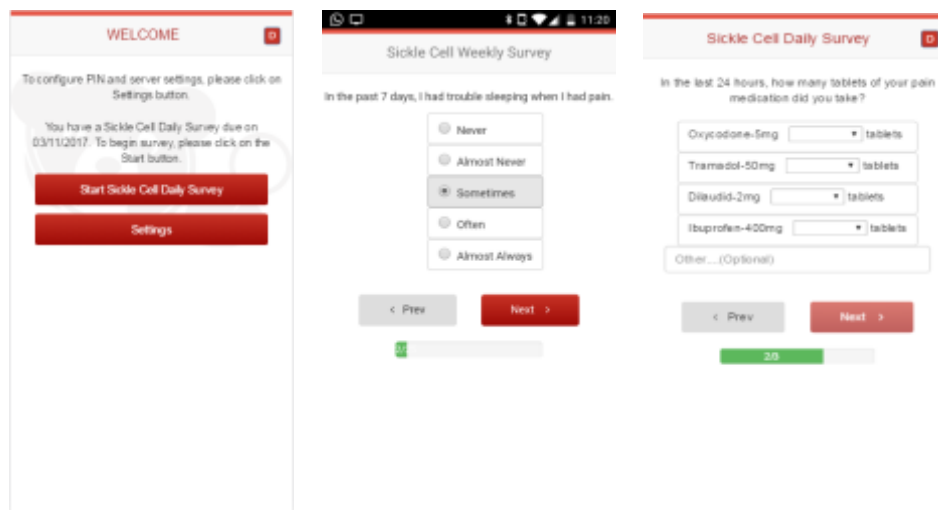 WELCOME
D
To configure PIN and server settings, please click on
Settings button.
You have a Sickle Cell Daily Survey due on
03/11/2017. To begin survey, please click on the
Start button.
Start Sickle Cell Daily Survey
Settings
11:20
Sickle Cell Weekly Survey
In the past 7 days, I had trouble sleeping when I had pain.
Never
Almost Never
Sometimes
Often
Almost Always
< Prev
Next >
Sickle Cell Daily Survey
D
In the last 24 hours, how many tablets of your pain
medication did you take?
Oxycodone-5mg tablets
Tramadol-50mg tablets
Dilaudid-2mg tablets
Ibuprofen-400mg tablets
Other...(Optional)
< Prev
Next >